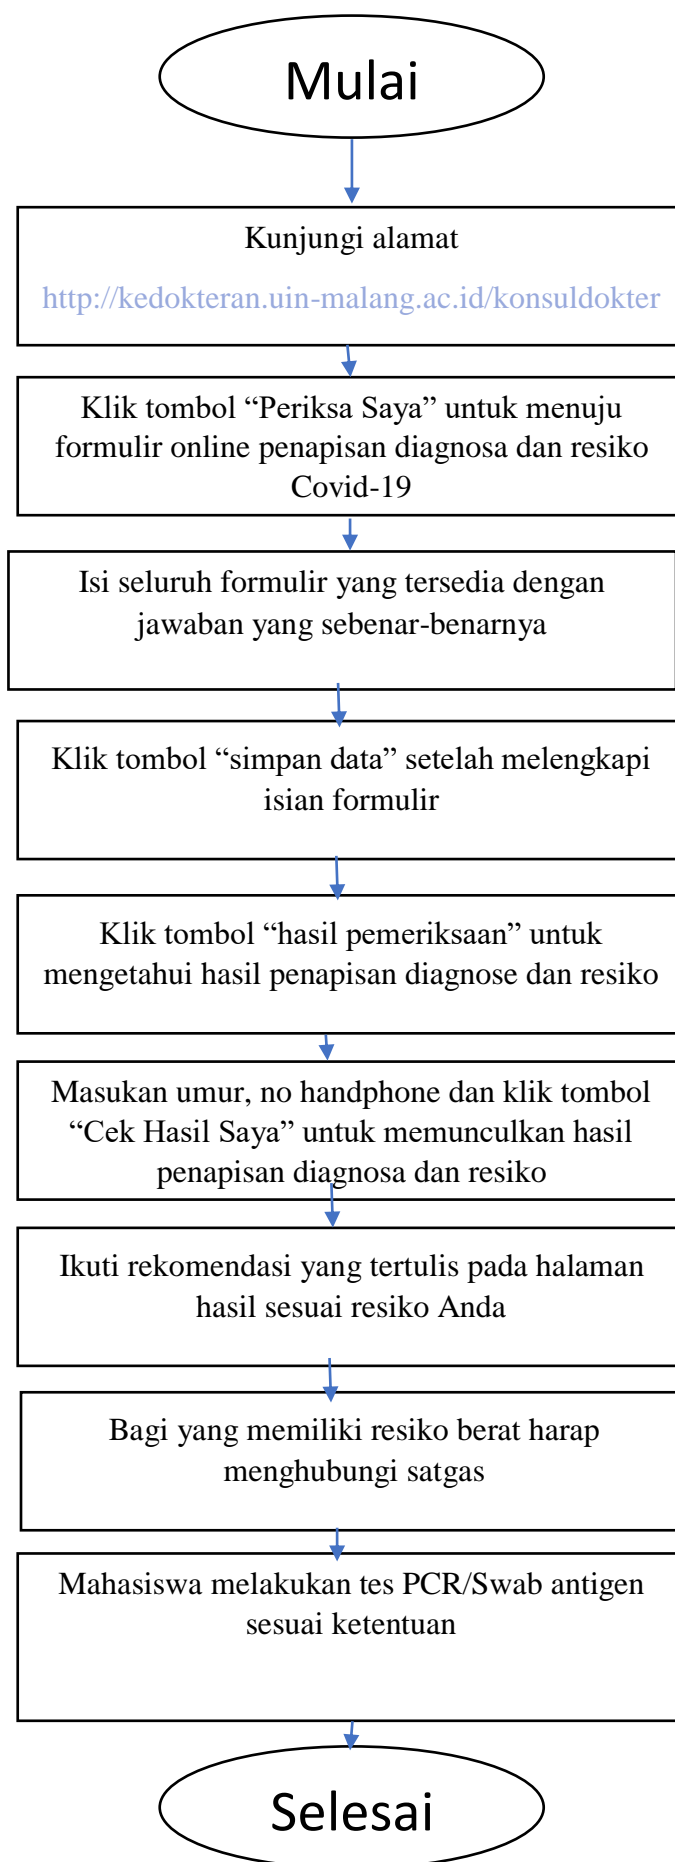 Mulai
Kunjungi alamat
http://kedokteran.uin-malang.ac.id/konsuldokter
Klik tombol “Periksa Saya” untuk menuju
formulir online penapisan diagnosa dan resiko
Covid-19
Isi seluruh formulir yang tersedia dengan
jawaban yang sebenar-benarnya
Klik tombol “simpan data” setelah melengkapi
isian formulir
Klik tombol “hasil pemeriksaan” untuk
mengetahui hasil penapisan diagnose dan resiko
Masukan umur, no handphone dan klik tombol
“Cek Hasil Saya” untuk memunculkan hasil
penapisan diagnosa dan resiko
Ikuti rekomendasi yang tertulis pada halaman
hasil sesuai resiko Anda
Bagi yang memiliki resiko berat harap
menghubungi satgas
Mahasiswa melakukan tes PCR/Swab antigen
sesuai ketentuan
Selesai